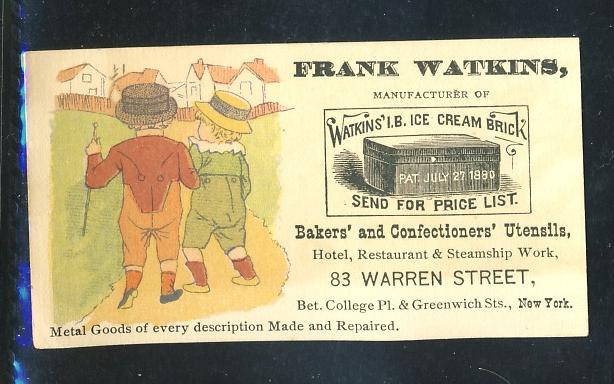 FRANK WATKINS,
MANUFACTURER OF
WATKINS' I.B. ICE CREAM BRICK
PAT. JULY 27 1880
SEND FOR PRICE LIST.
Bakers' and Confectioners' Utensils,
Hotel, Restaurant & Steamship Work,
83 WARREN STREET,
Bet. College Pl. & Greenwich Sts., New York.
Metal Goods of every description Made and Repaired.